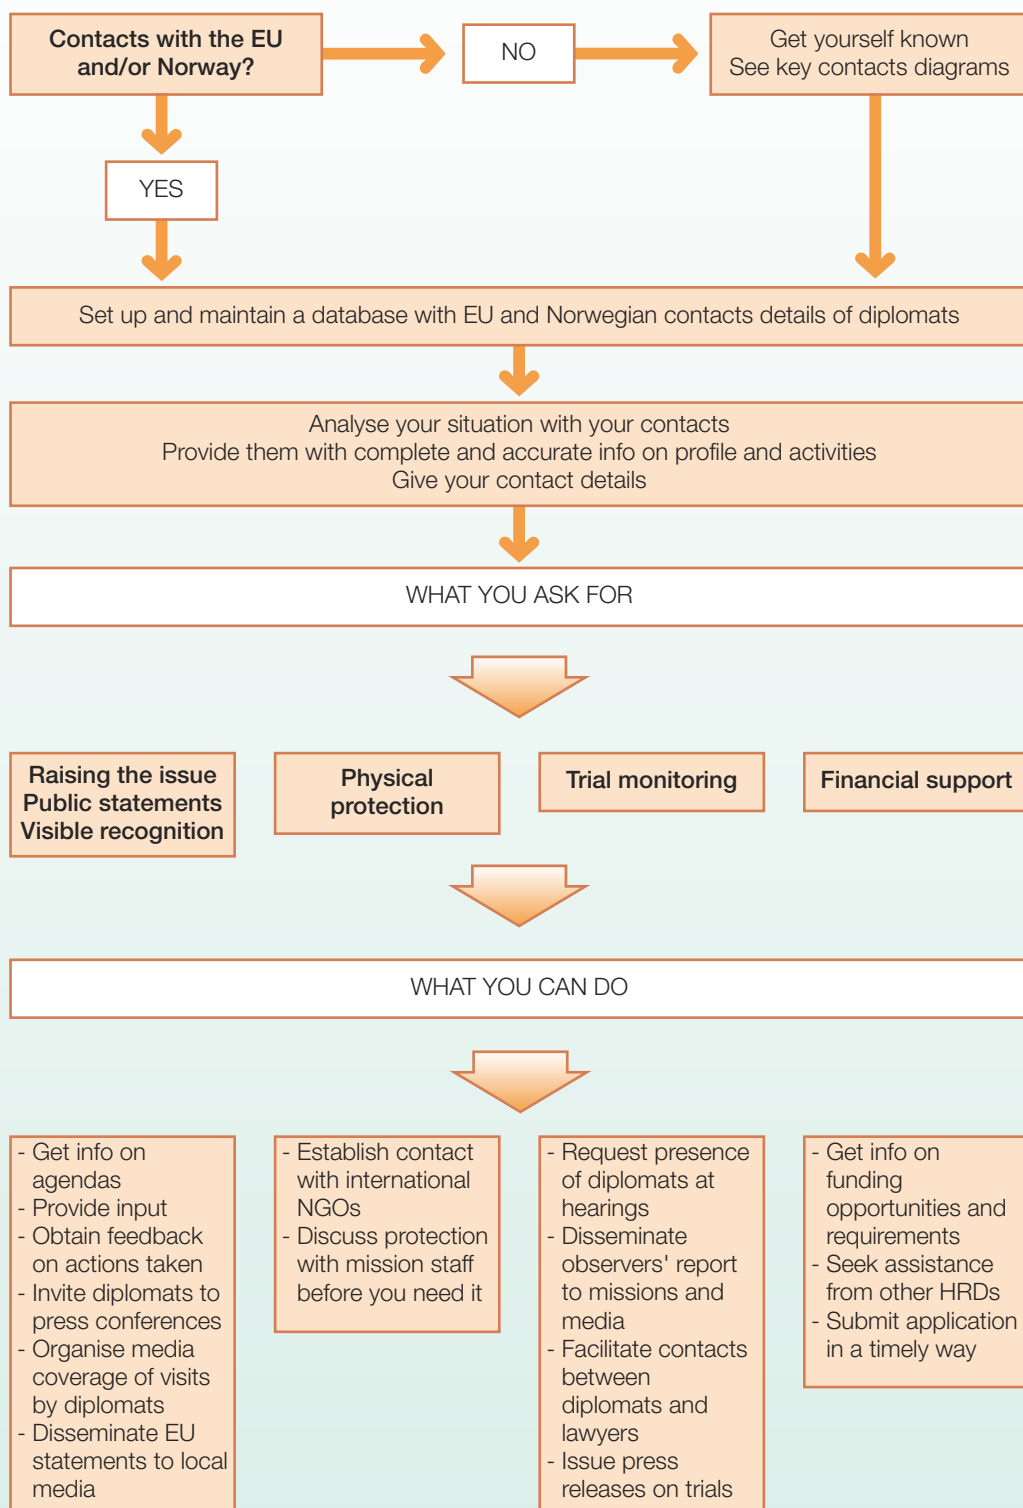 Contacts with the EU
and/or Norway?
NO
Get yourself known
See key contacts diagrams
YES
Set up and maintain a database with EU and Norwegian contacts details of diplomats
Analyse your situation with your contacts
Provide them with complete and accurate info on profile and activities
Give your contact details
WHAT YOU ASK FOR
Raising the issue
Public statements
Visible recognition
Physical
protection
Trial monitoring
Financial support
WHAT YOU CAN DO
- Get info on
agendas
- Provide input
- Obtain feedback
on actions taken
- Invite diplomats to
press conferences
- Organise media
coverage of visits
by diplomats
- Disseminate EU
statements to local
media
- Establish contact
with international
NGOs
- Discuss protection
with mission staff
before you need it
- Request presence
of diplomats at
hearings
- Disseminate
observers' report
to missions and
media
- Facilitate contacts
between
diplomats and
lawyers
- Issue press
releases on trials
- Get info on
funding
opportunities and
requirements
- Seek assistance
from other HRDs
- Submit application
in a timely way